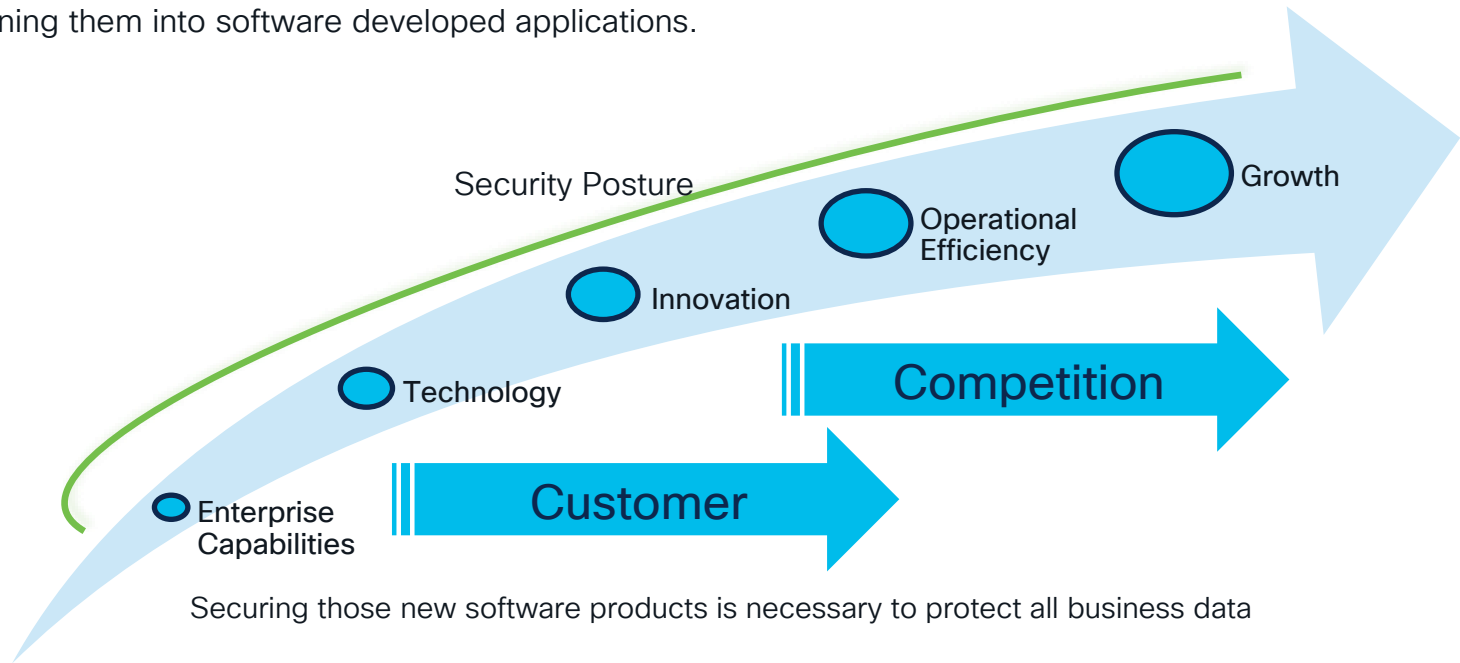 ning them into software developed applications.
Security Posture
Growth
Operational
Efficiency
Innovation
Competition
Technology
Customer
Enterprise
Capabilities
Securing those new software products is necessary to protect all business data